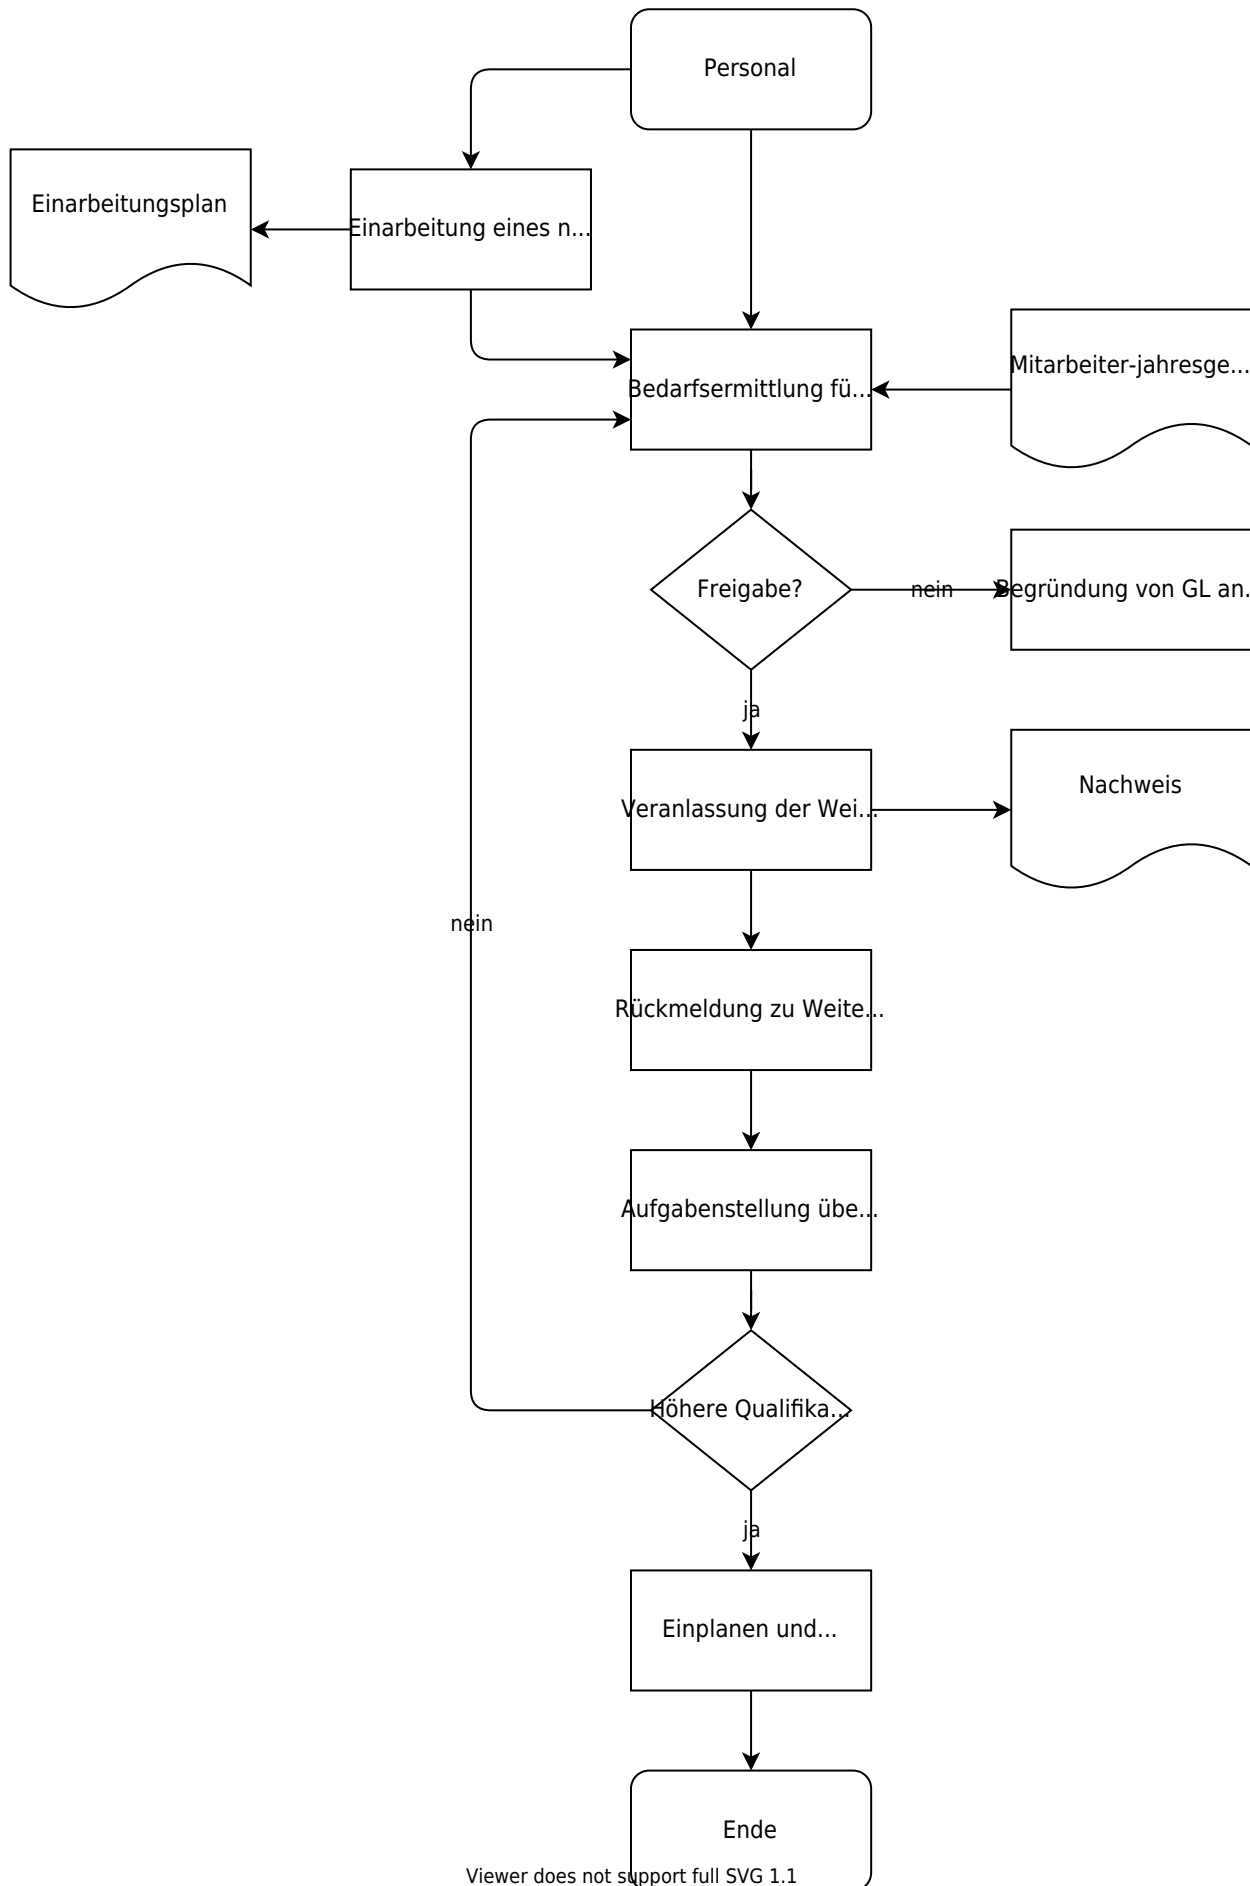 Personal
Einarbeitungsplan
Einarbeitung eines n...
Mitarbeiter-jahresge...
Bedarfsermittlung fü...
Freigabe?
nein
Begründung von GL an.
ja
Veranlassung der Wei...
Nachweis
nein
Rückmeldung zu Weite...
Aufgabenstellung übe...
Höhere Qualifika...
ja
Einplanen und...
Ende
Viewer does not support full SVG 1.1